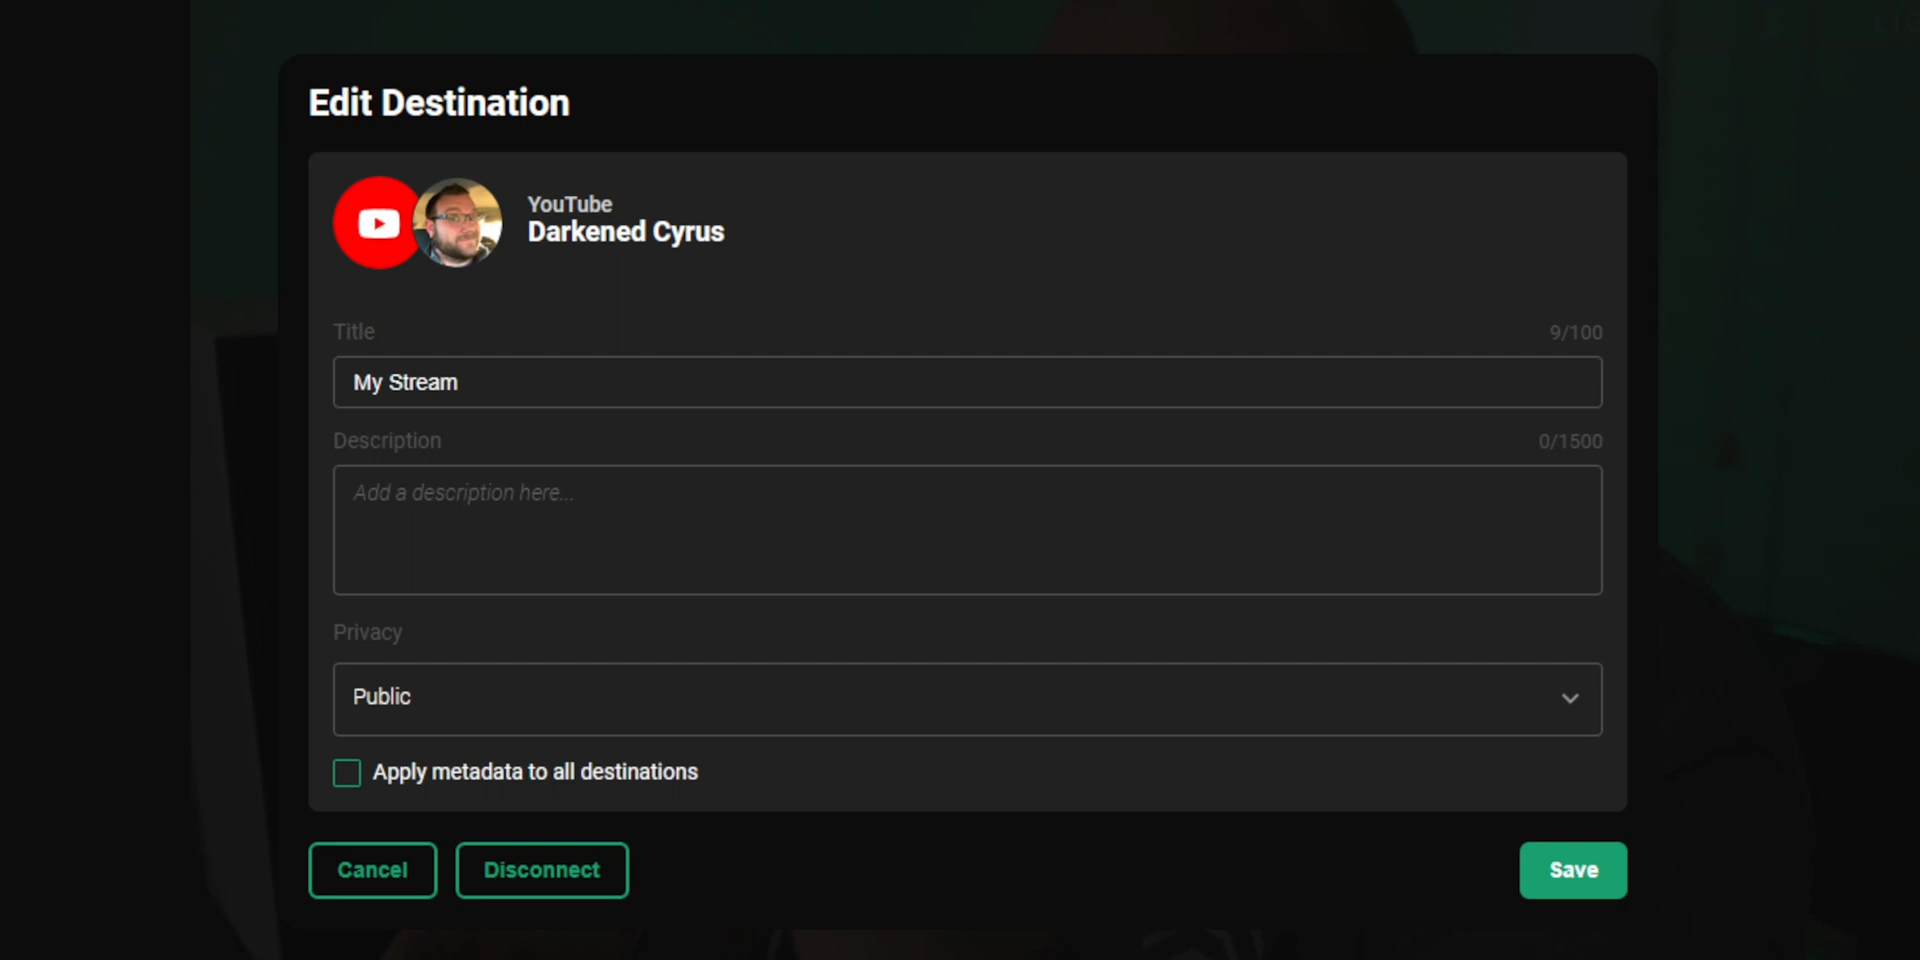 Edit Destination
YouTube
Darkened Cyrus
Title
9/100
My Stream
Description
0/1500
Add a description here...
Privacy
Public
Apply metadata to all destinations
Cancel
Disconnect
Save